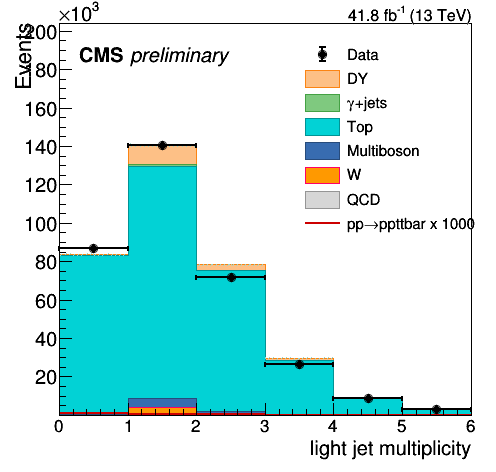 ×10³
41.8 fb⁻¹ (13 TeV)
Events
CMS preliminary
Data
DY
γ+jets
Top
Multiboson
W
QCD
pp→ppttbar x 1000
200
180
160
140
120
100
80
60
40
20
0 1 2 3 4 5 6
light jet multiplicity